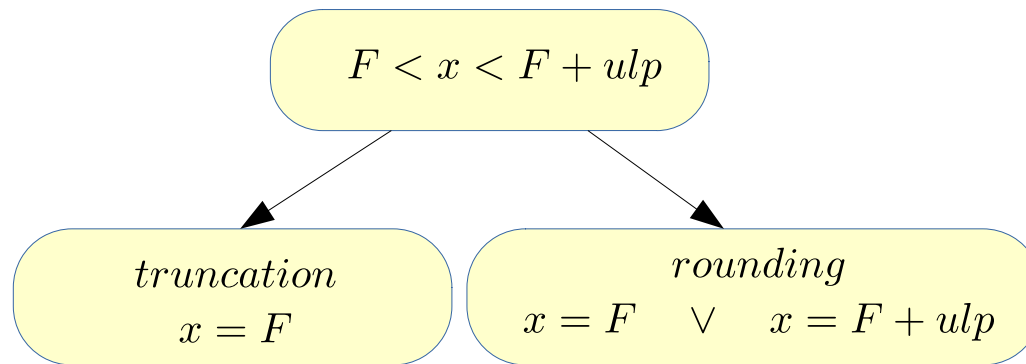 F < x < F + ulp
truncation
x = F
rounding
x = F ∨ x = F + ulp